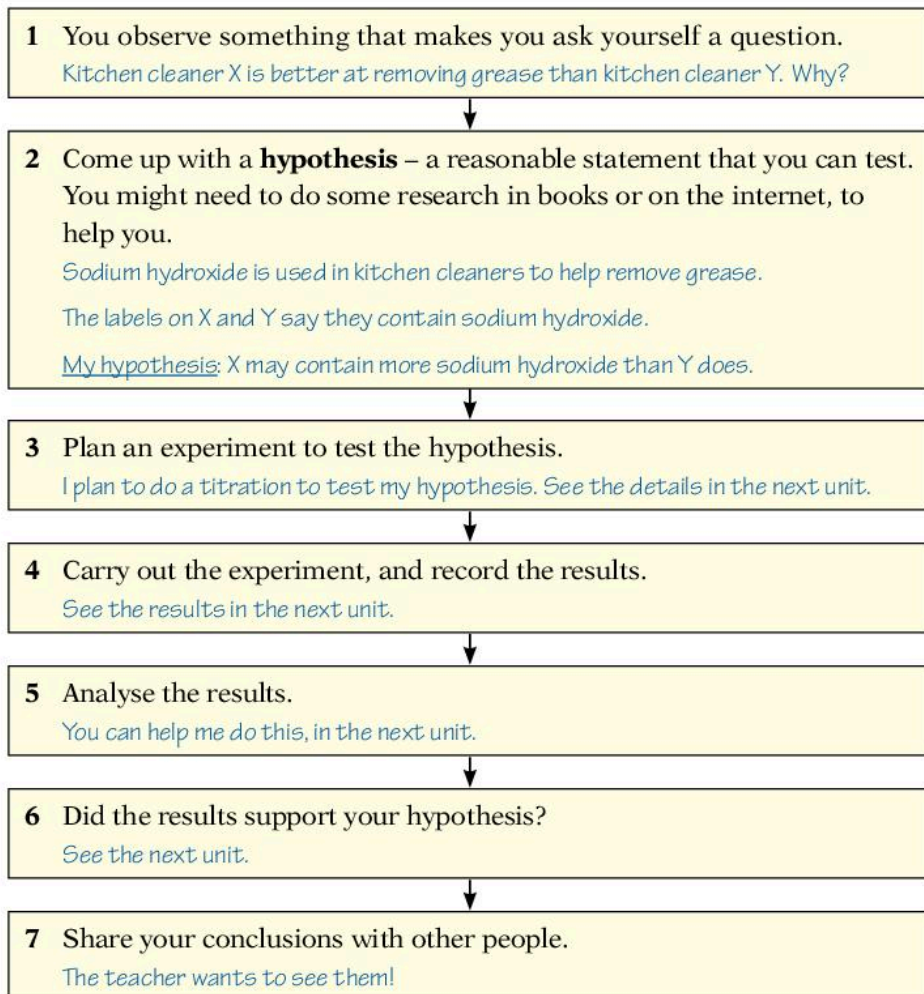 1 You observe something that makes you ask yourself a question.
Kitchen cleaner X is better at removing grease than kitchen cleaner Y. Why?
2 Come up with a hypothesis – a reasonable statement that you can test.
You might need to do some research in books or on the internet, to
help you.
Sodium hydroxide is used in kitchen cleaners to help remove grease.
The labels on X and Y say they contain sodium hydroxide.
My hypothesis: X may contain more sodium hydroxide than Y does.
3 Plan an experiment to test the hypothesis.
I plan to do a titration to test my hypothesis. See the details in the next unit.
4 Carry out the experiment, and record the results.
See the results in the next unit.
5 Analyse the results.
You can help me do this, in the next unit.
6 Did the results support your hypothesis?
See the next unit.
7 Share your conclusions with other people.
The teacher wants to see them!